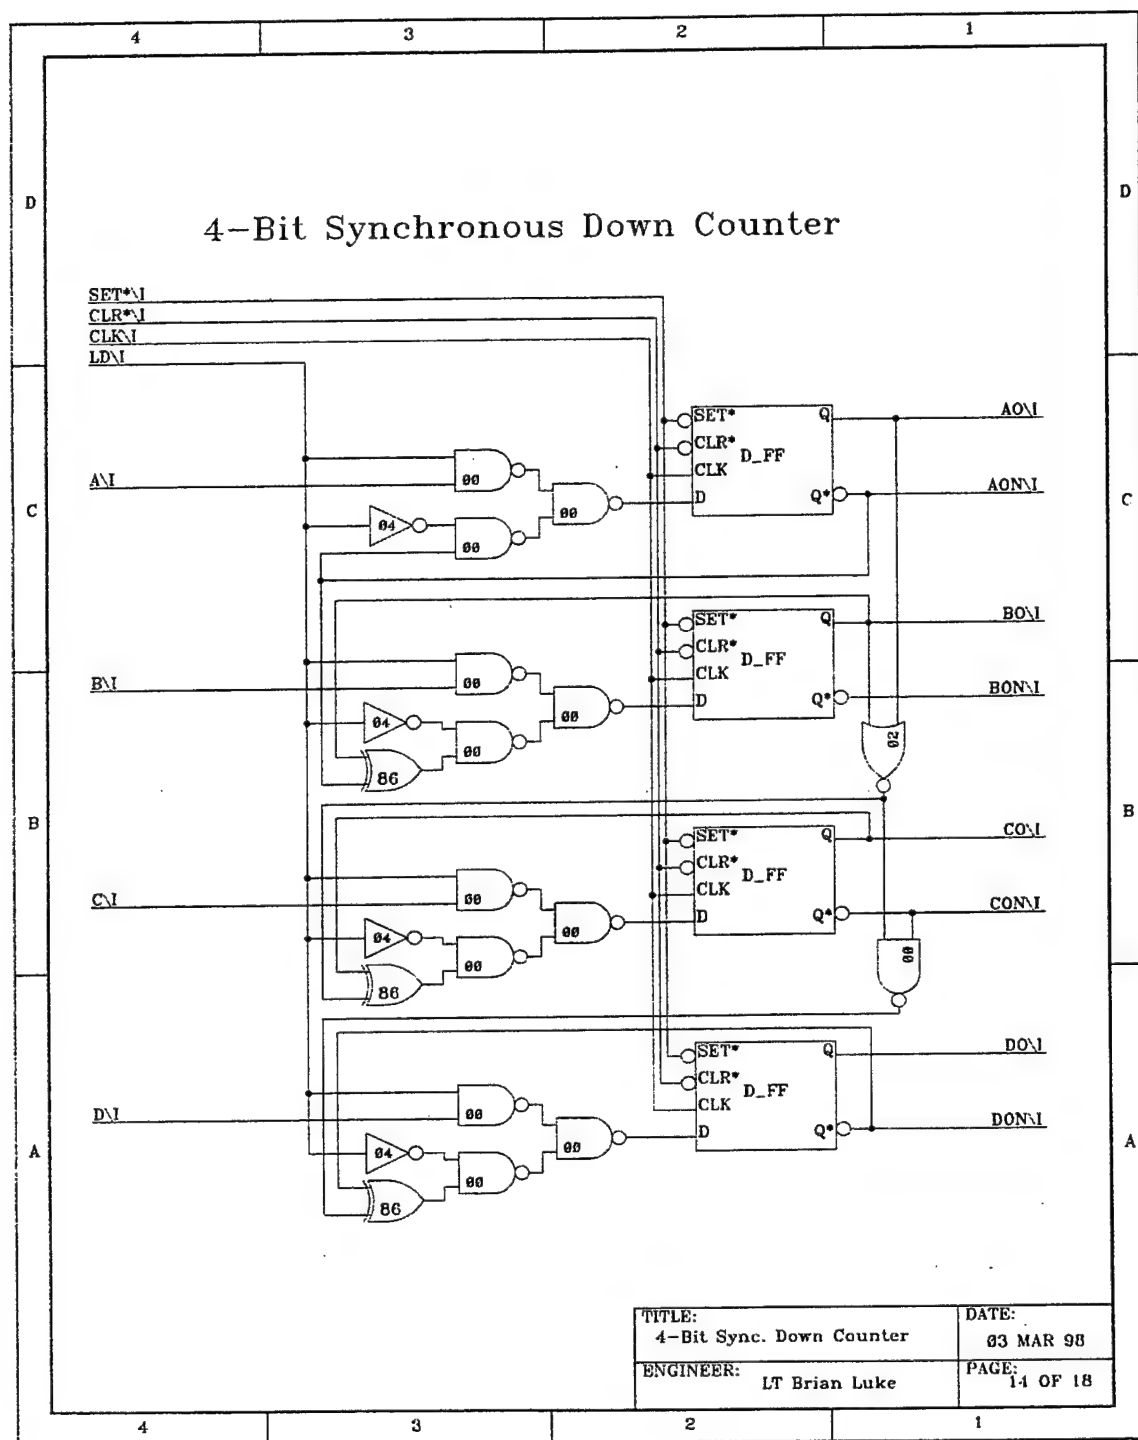 4 3 2 1
D D
4-Bit Synchronous Down Counter
SET*\I
CLR*\I
CLK\I
LD\I
SET* Q AO\I
CLR* D_FF
CLK
A\I 00 D Q* AON\I
00
C C
04 00
SET* Q BO\I
CLR* D_FF
CLK
B\I 00 D Q* BON\I
00
04 00 02
86
B B
SET* Q CO\I
CLR* D_FF
CLK
C\I 00 D Q* CON\I
00
04 00 00
86
SET* Q DO\I
CLR* D_FF
CLK
D\I 00 D Q* DON\I
00
A A
04 00
86
TITLE: DATE:
4-Bit Sync. Down Counter 03 MAR 98
ENGINEER: PAGE:
LT Brian Luke 14 OF 18
4 3 2 1